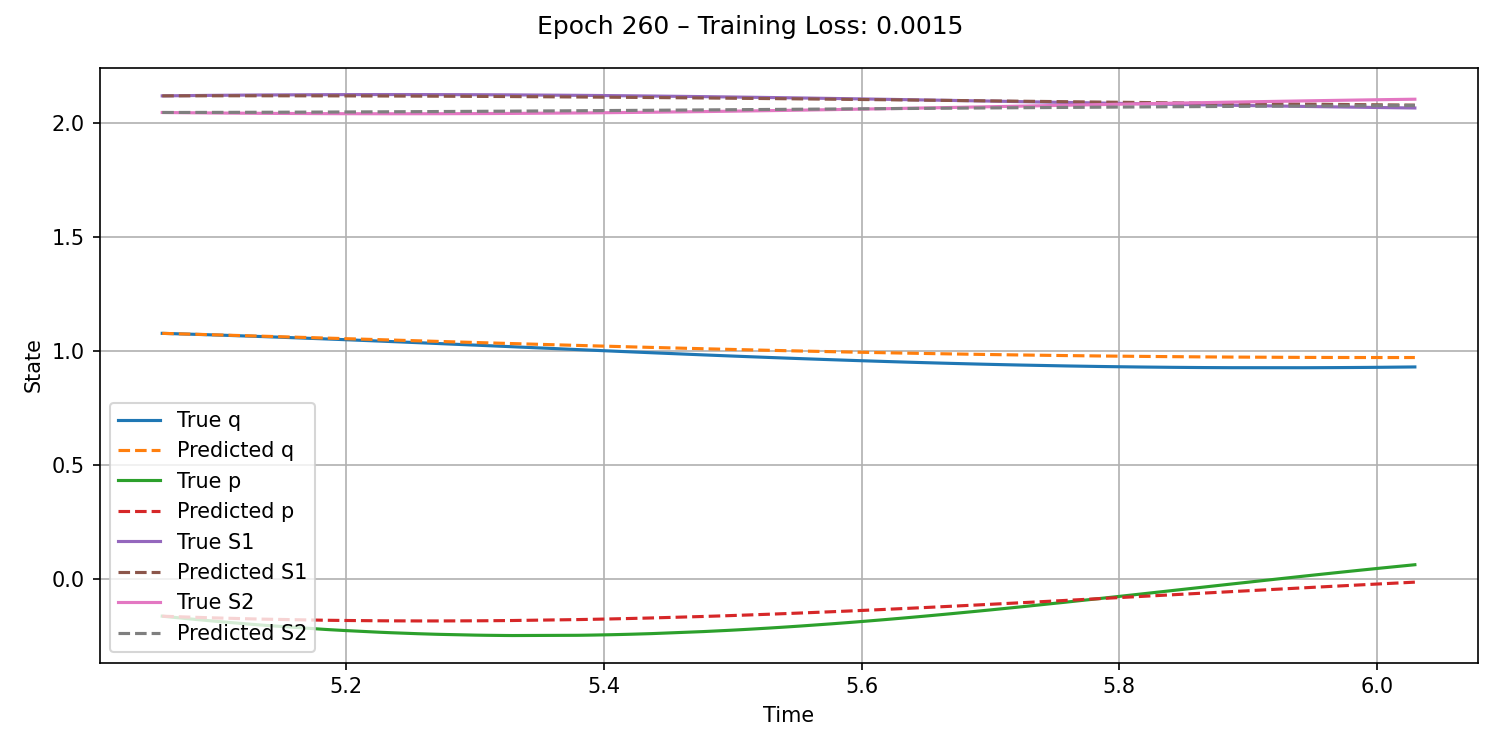 Epoch 260 – Training Loss: 0.0015
2.0
1.5
1.0
0.5
0.0
State
True q
Predicted q
True p
Predicted p
True S1
Predicted S1
True S2
Predicted S2
5.2 5.4 5.6 5.8 6.0
Time